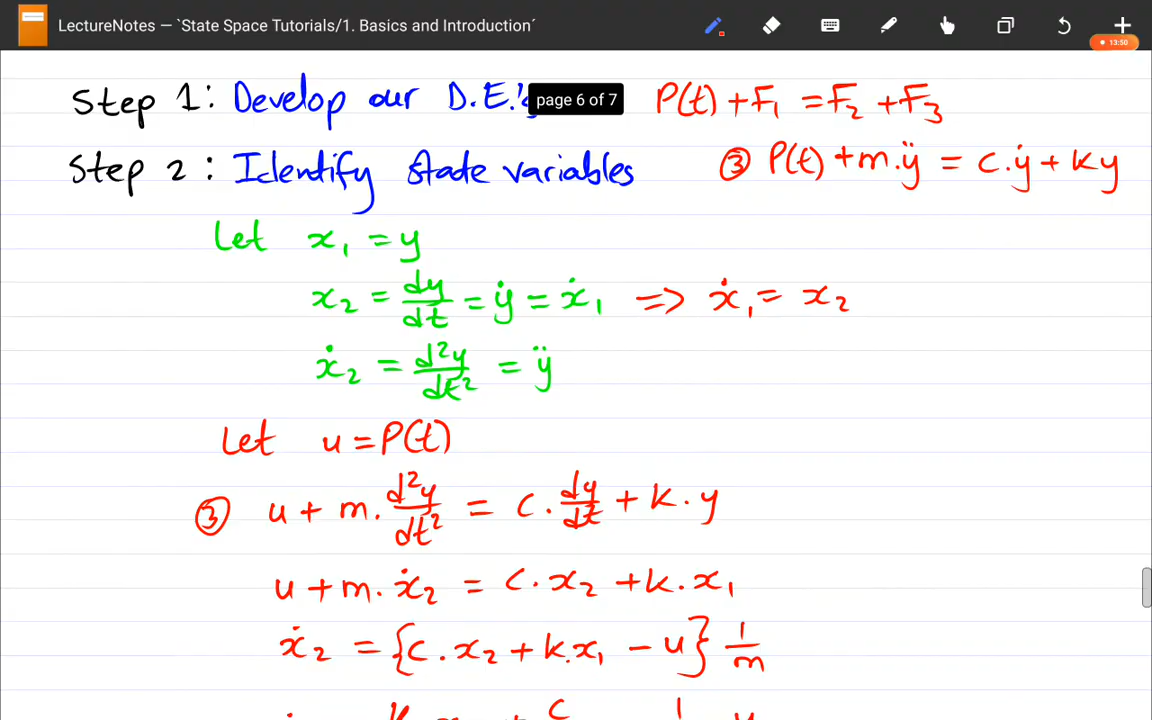 LectureNotes — `State Space Tutorials/1. Basics and Introduction´
13:50
Step 1: Develop our D.E.'s
page 6 of 7
P(t) + F₁ = F₂ + F₃
Step 2: Identify state variables
③ P(t) + m.ÿ = c.ẏ + ky
Let x₁ = y
x₂ = dy/dt = ẏ = ẋ₁ => ẋ₁ = x₂
ẋ₂ = d²y/dt² = ÿ
Let u = P(t)
③ u + m. d²y/dt² = c. dy/dt + k.y
u + m.ẋ₂ = c.x₂ + k.x₁
ẋ₂ = {c.x₂ + k.x₁ - u} 1/m